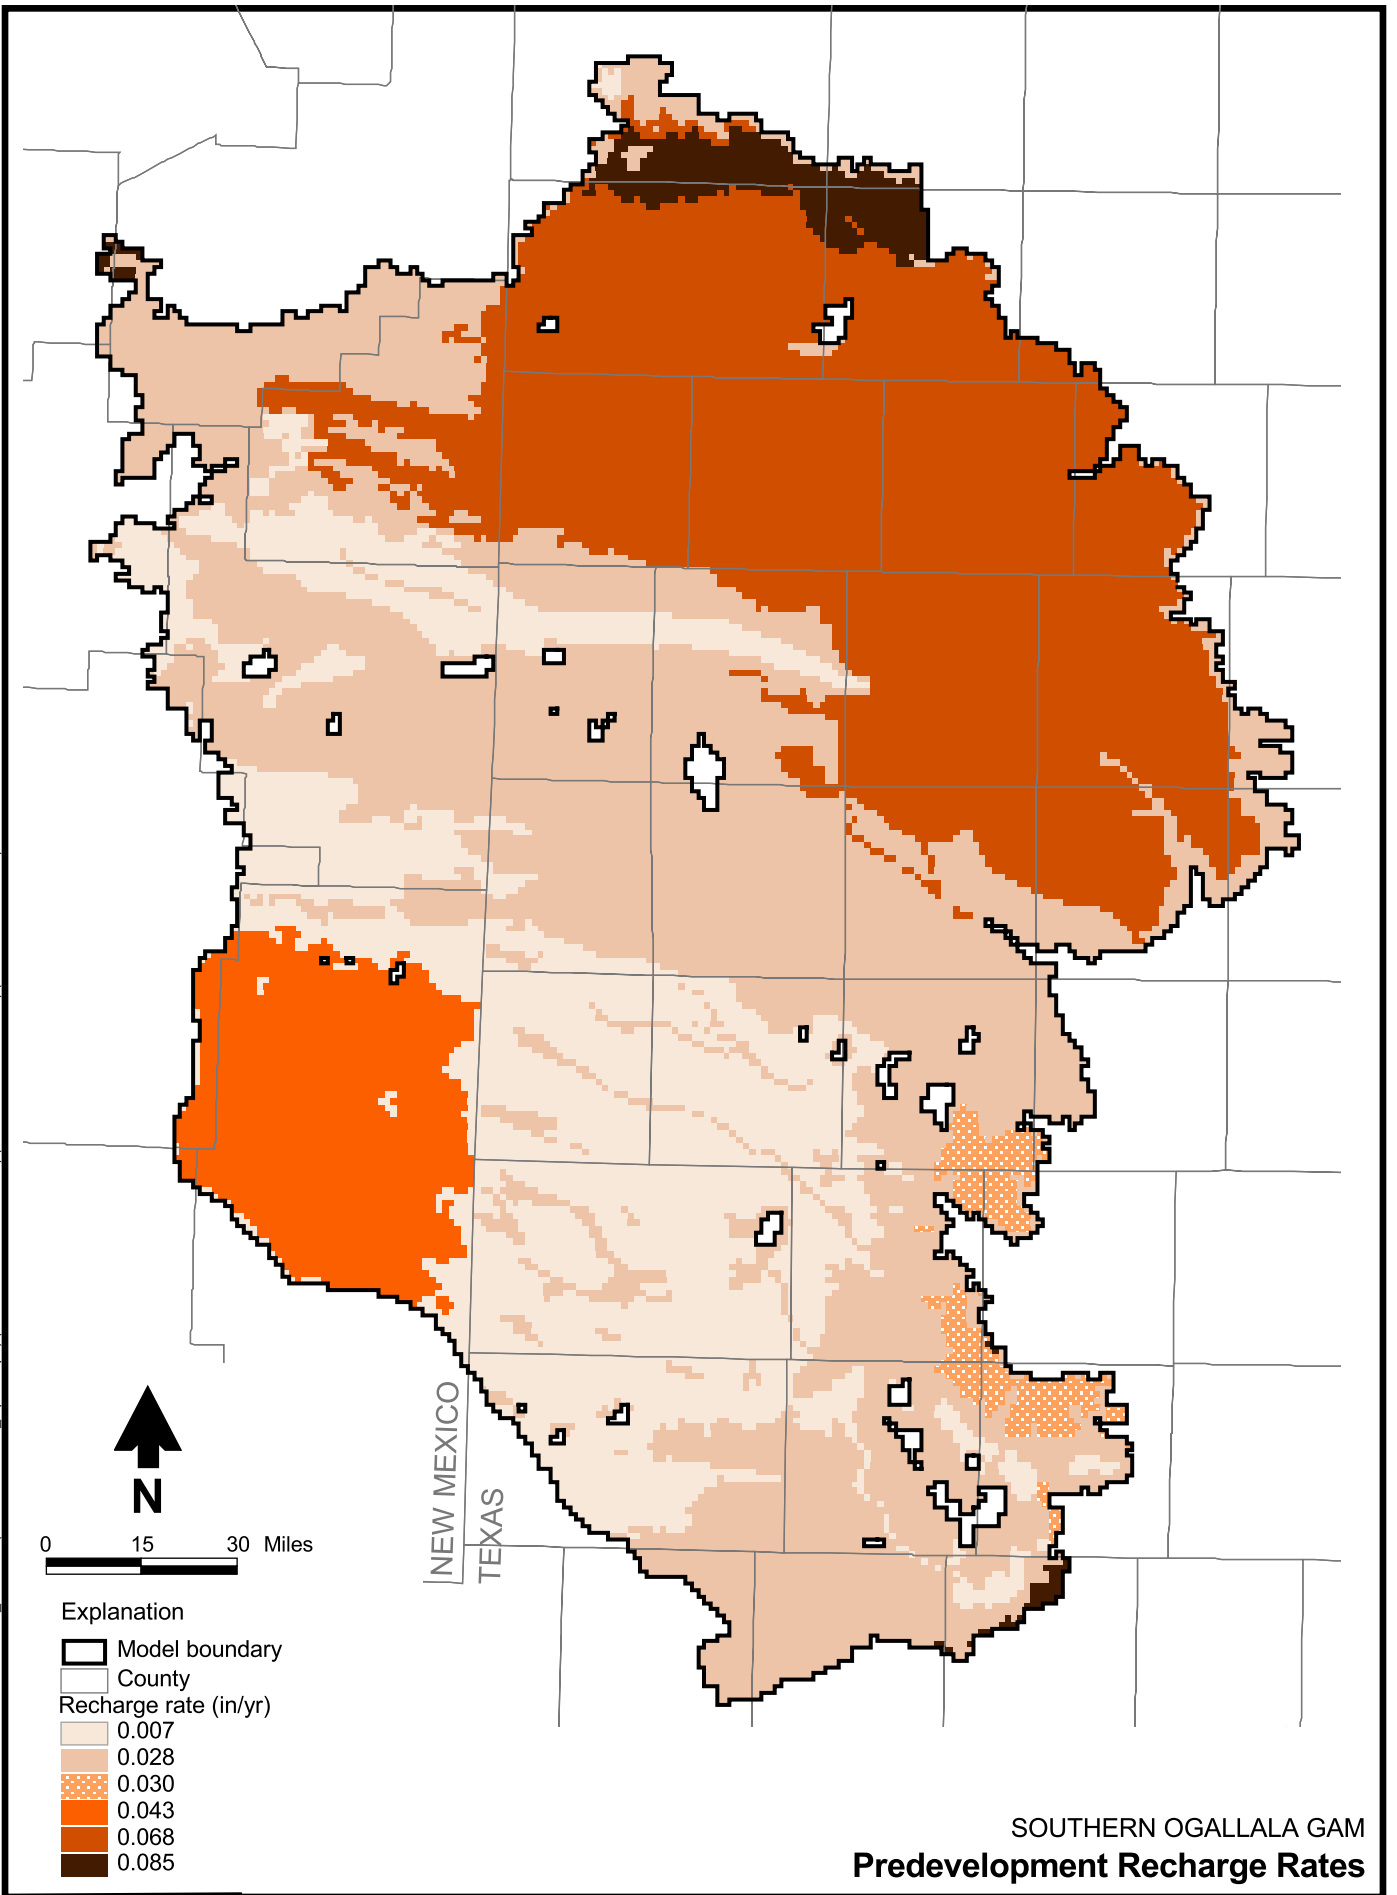 NEW MEXICO
TEXAS
N
0 15 30 Miles
Explanation
Model boundary
County
Recharge rate (in/yr)
0.007
0.028
0.030
0.043
0.068
0.085
SOUTHERN OGALLALA GAM
Predevelopment Recharge Rates